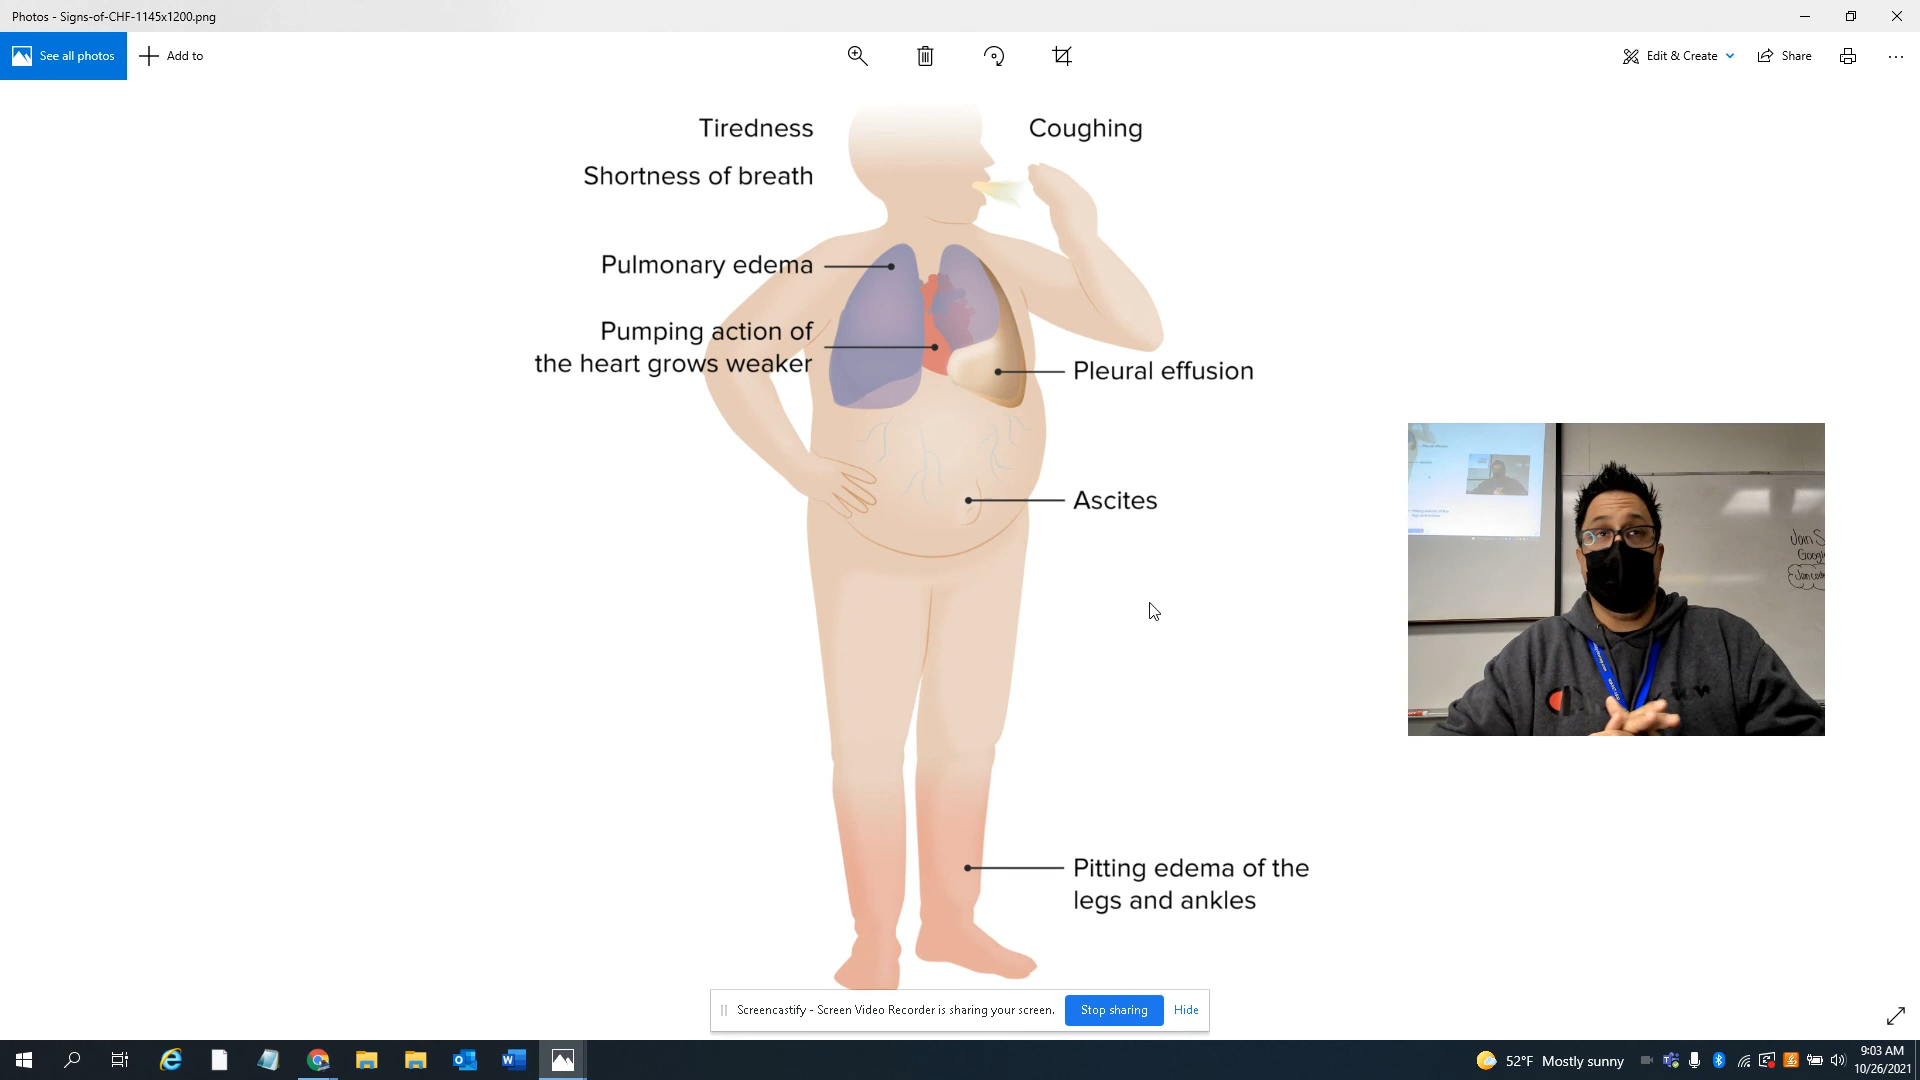 Photos - Signs-of-CHF-1145x1200.png
See all photos
Add to
Edit & Create
Share
Tiredness
Coughing
Shortness of breath
Pulmonary edema
Pumping action of
the heart grows weaker
Pleural effusion
Ascites
Join
Google
Pitting edema of the
legs and ankles
Screencastify - Screen Video Recorder is sharing your screen.
Stop sharing
Hide
52°F Mostly sunny
9:03 AM
10/26/2021